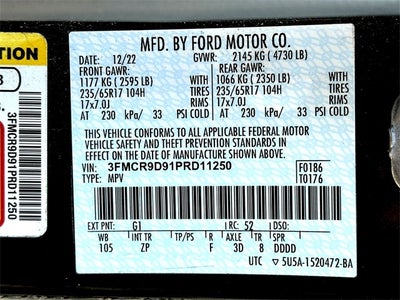 MFD. BY FORD MOTOR CO.
DATE: 12/22 GVWR: 2145 KG ( 4730 LB)
FRONT GAWR: REAR GAWR:
1177 KG ( 2595 LB) WITH 1066 KG ( 2350 LB)
235/65R17 104H TIRES 235/65R17 104H
17x7.0J RIMS 17x7.0J
AT 230 kPa/ 33 PSI COLD AT 230 kPa/ 33 PSI COLD
THIS VEHICLE CONFORMS TO ALL APPLICABLE FEDERAL MOTOR
VEHICLE SAFETY AND THEFT PREVENTION STANDARDS IN
EFFECT ON THE DATE OF MANUFACTURE SHOWN ABOVE.
VIN: 3FMCR9D91PRD11250 F0186
TYPE: MPV T0176
EXT PNT: G1 RC: 52 DSO:
WB INT TR TP/PS R AXLE TR SPR
105 ZP F 3D 8 DDDD
UTC ▽5U5A-1520472-BA
3FMCR9D91PRD11250